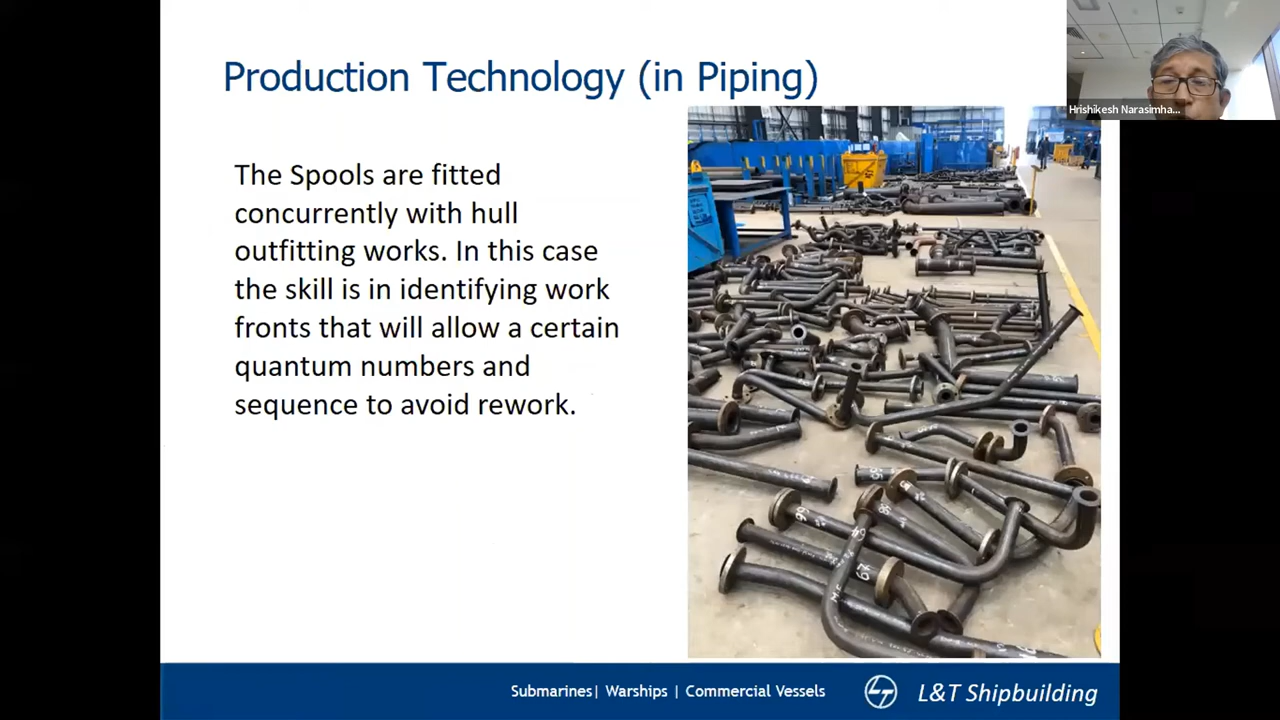 Production Technology (in Piping)
Hrishikesh Narasimha...
The Spools are fitted
concurrently with hull
outfitting works. In this case
the skill is in identifying work
fronts that will allow a certain
quantum numbers and
sequence to avoid rework.
Submarines| Warships | Commercial Vessels
L&T Shipbuilding